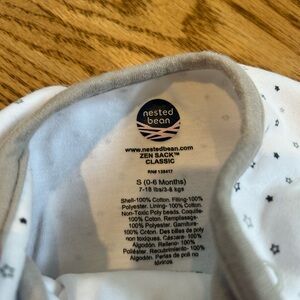 nested
bean
www.nestedbean.com
ZEN SACK™
CLASSIC
RN# 138417
S (0-6 Months)
7-18 lbs/3-8 kgs
Shell-100% Cotton, Filling-100%
Polyester. Lining- 100% Cotton.
Non-Toxic Poly beads. Coquille-
100% Coton, Remplissage-
100% Polyester, Garniture-
100% Coton. Des billes de poly
non toxiques. Cáscara- 100%
Algodón. Relleno- 100%
Poliéster, Recubrimiento- 100%
Algodón. Perlas de poli no
tóxicas